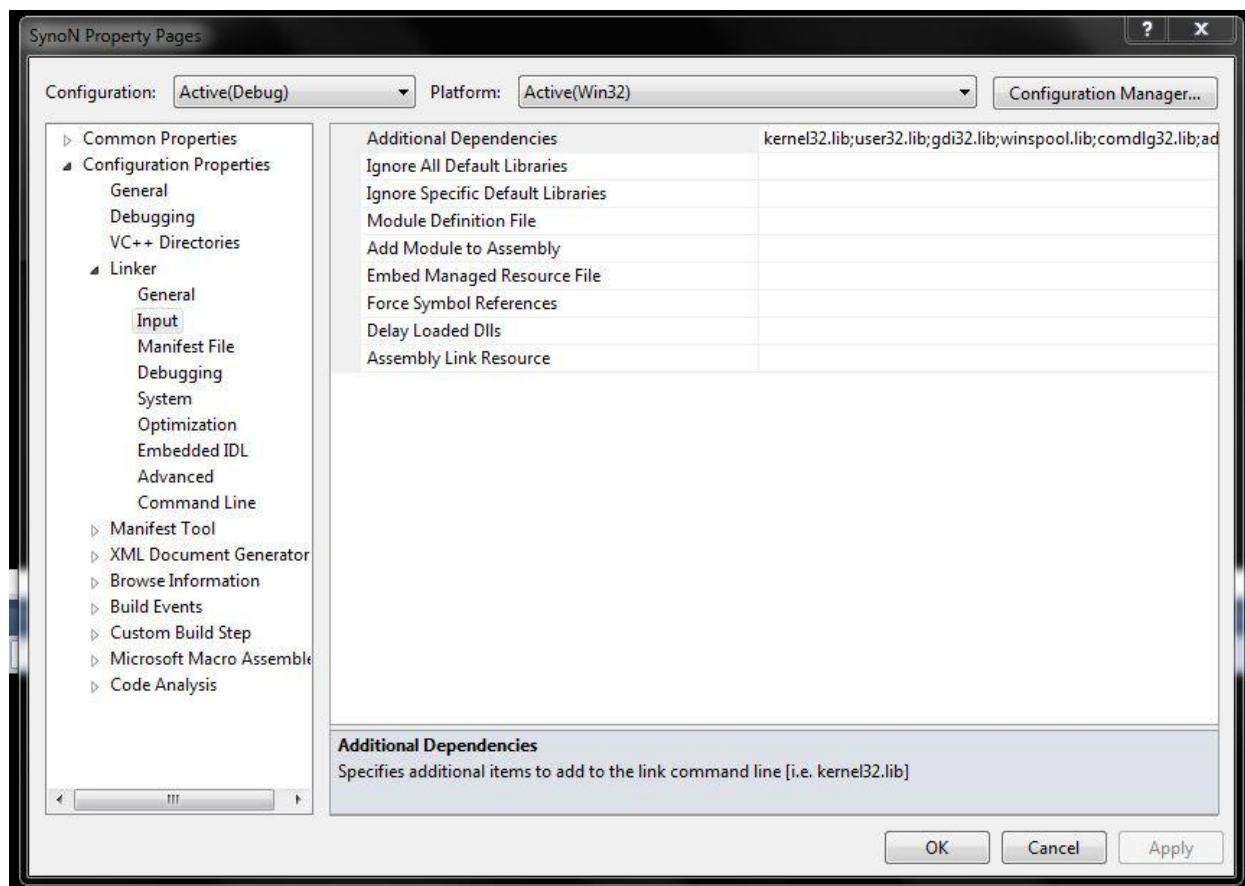 SynoN Property Pages
Configuration: Active(Debug) Platform: Active(Win32) Configuration Manager...
Common Properties
Configuration Properties
General
Debugging
VC++ Directories
Linker
General
Input
Manifest File
Debugging
System
Optimization
Embedded IDL
Advanced
Command Line
Manifest Tool
XML Document Generator
Browse Information
Build Events
Custom Build Step
Microsoft Macro Assemble
Code Analysis
Additional Dependencies kernel32.lib;user32.lib;gdi32.lib;winspool.lib;comdlg32.lib;ad
Ignore All Default Libraries
Ignore Specific Default Libraries
Module Definition File
Add Module to Assembly
Embed Managed Resource File
Force Symbol References
Delay Loaded Dlls
Assembly Link Resource
Additional Dependencies
Specifies additional items to add to the link command line [i.e. kernel32.lib]
OK Cancel Apply